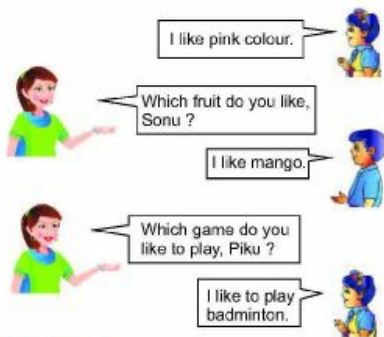 I like pink colour.
Which fruit do you like,
Sonu ?
I like mango.
Which game do you
like to play, Piku ?
I like to play
badminton.